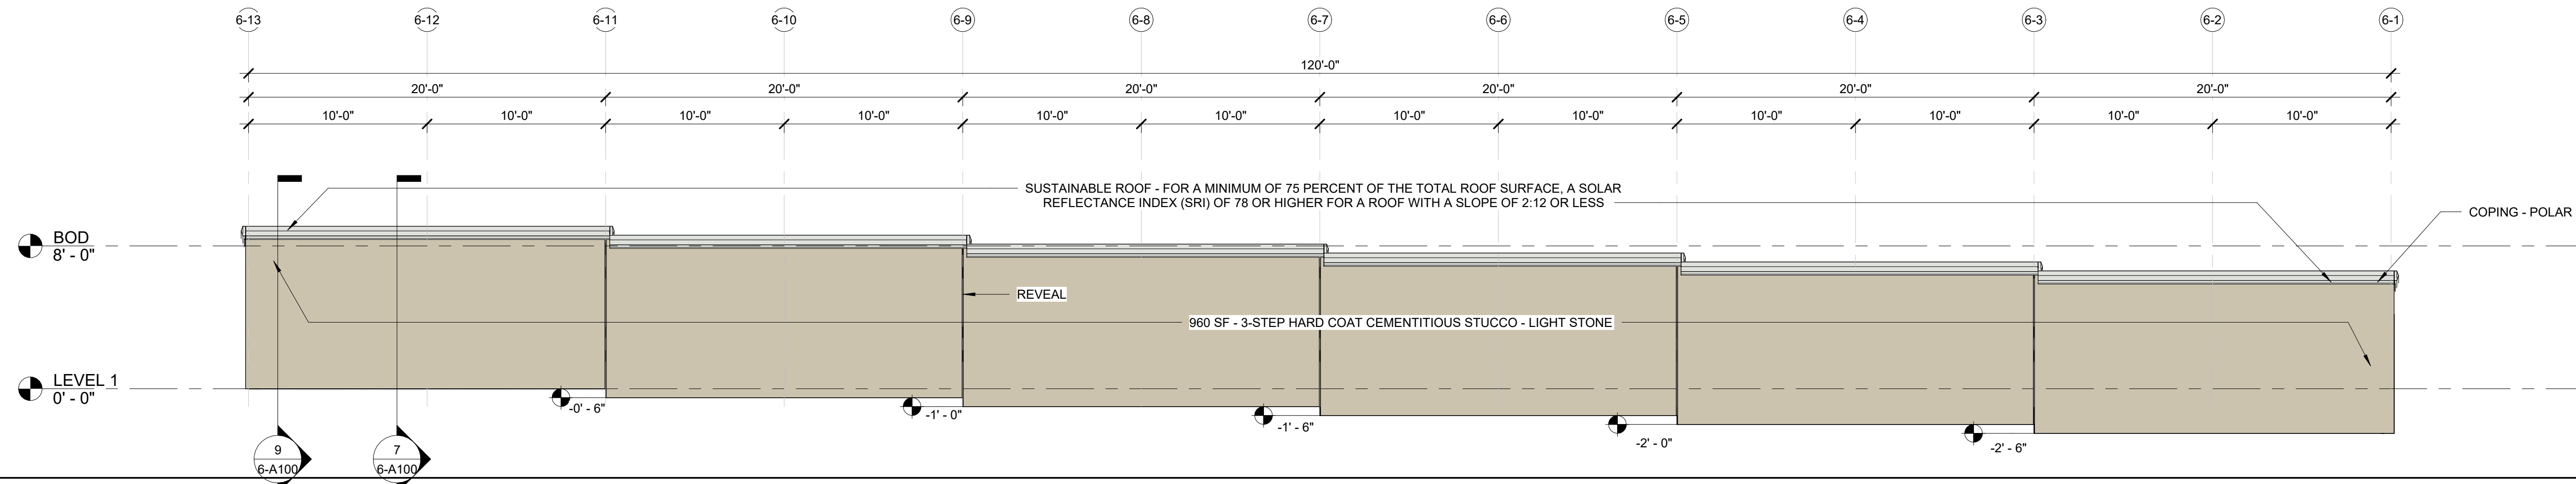 6-13 6-12 6-11 6-10 6-9 6-8 6-7 6-6 6-5 6-4 6-3 6-2 6-1
120'-0"
20'-0" 20'-0" 20'-0" 20'-0" 20'-0" 20'-0"
10'-0" 10'-0" 10'-0" 10'-0" 10'-0" 10'-0" 10'-0" 10'-0" 10'-0" 10'-0" 10'-0" 10'-0"
SUSTAINABLE ROOF - FOR A MINIMUM OF 75 PERCENT OF THE TOTAL ROOF SURFACE, A SOLAR
REFLECTANCE INDEX (SRI) OF 78 OR HIGHER FOR A ROOF WITH A SLOPE OF 2:12 OR LESS
COPING - POLAR
BOD
8' - 0"
REVEAL
960 SF - 3-STEP HARD COAT CEMENTITIOUS STUCCO - LIGHT STONE
LEVEL 1
0' - 0"
-0' - 6"
-1' - 0"
-1' - 6"
-2' - 0"
-2' - 6"
9
6-A100
7
6-A100